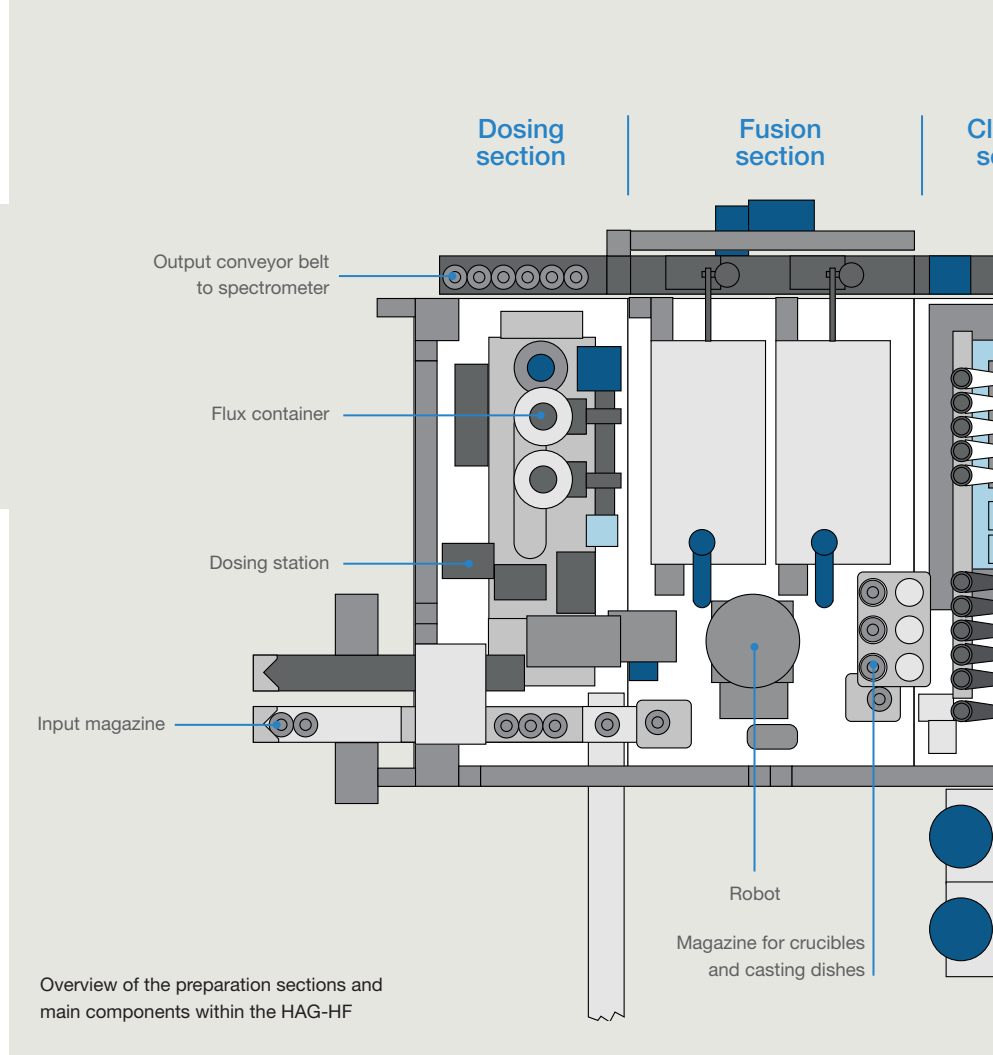 Dosing
section
Fusion
section
Output conveyor belt
to spectrometer
Flux container
Dosing station
Input magazine
Robot
Magazine for crucibles
and casting dishes
Overview of the preparation sections and
main components within the HAG-HF